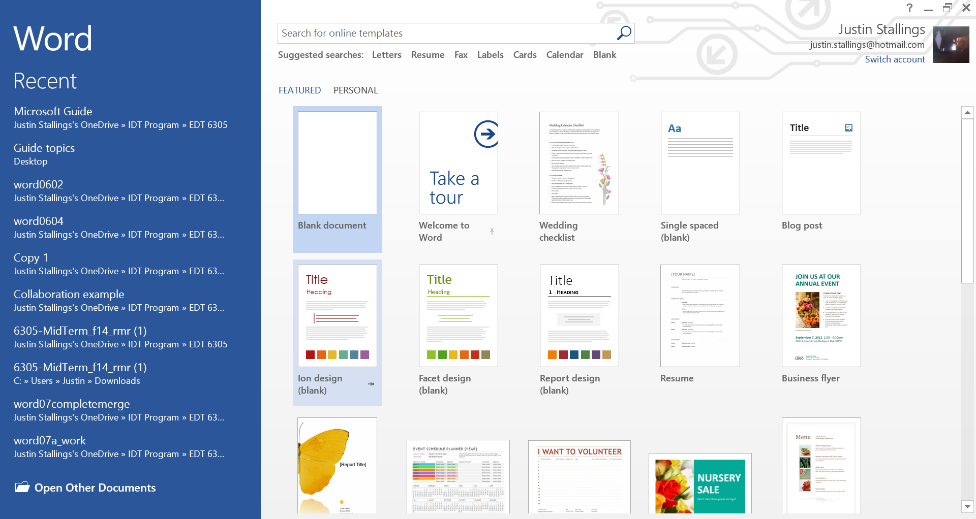 Word
Recent
Microsoft Guide
Justin Stallings's OneDrive » IDT Program » EDT 6305
Guide topics
Desktop
word0602
Justin Stallings's OneDrive » IDT Program » EDT 63...
word0604
Justin Stallings's OneDrive » IDT Program » EDT 63...
Copy 1
Justin Stallings's OneDrive » IDT Program » EDT 63...
Collaboration example
Justin Stallings's OneDrive » IDT Program » EDT 63...
6305-MidTerm_f14_rmr (1)
Justin Stallings's OneDrive » IDT Program » EDT 6305
6305-MidTerm_f14_rmr (1)
C: » Users » Justin » Downloads
word07completemerge
Justin Stallings's OneDrive » IDT Program » EDT 63...
word07a_work
Justin Stallings's OneDrive » IDT Program » EDT 63...
Open Other Documents
?
Search for online templates
Suggested searches: Letters Resume Fax Labels Cards Calendar Blank
Justin Stallings
justin.stallings@hotmail.com
Switch account
FEATURED PERSONAL
Blank document
Take a
tour
Welcome to
Word
Wedding
checklist
Aa
Single spaced
(blank)
Title
Blog post
Title
Heading
Ion design
(blank)
Title
Heading
Facet design
(blank)
Title
1 HEADING
Report design
(blank)
[YOUR NAME]
Resume
JOIN US AT OUR
ANNUAL EVENT
Business flyer
[Report Title]
EVENT SCHEDULE PLANNER [YEAR]
I WANT TO VOLUNTEER
NURSERY
SALE
Menu